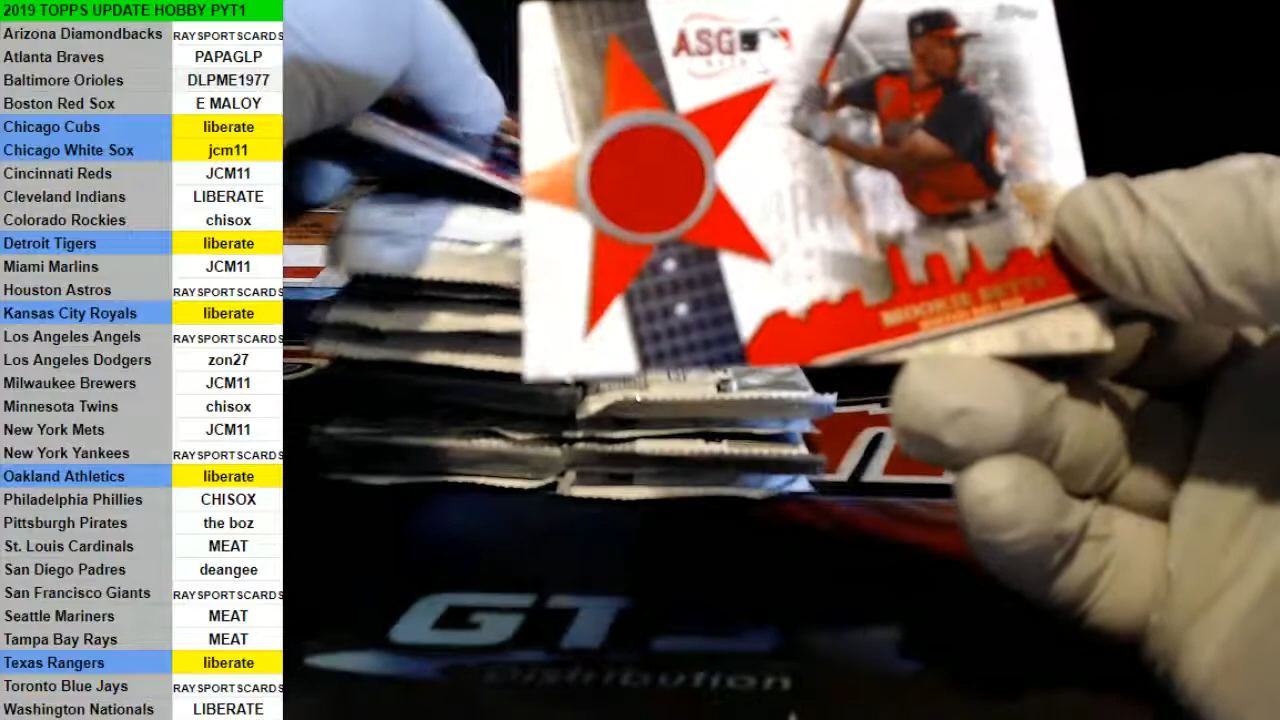 2019 TOPPS UPDATE HOBBY PYT1
Arizona Diamondbacks RAYSPORTSCARDS
Atlanta Braves PAPAGLP
Baltimore Orioles DLPME1977
Boston Red Sox E MALOY
Chicago Cubs liberate
Chicago White Sox jcm11
Cincinnati Reds JCM11
Cleveland Indians LIBERATE
Colorado Rockies chisox
Detroit Tigers liberate
Miami Marlins JCM11
Houston Astros RAYSPORTSCARDS
Kansas City Royals liberate
Los Angeles Angels RAYSPORTSCARDS
Los Angeles Dodgers zon27
Milwaukee Brewers JCM11
Minnesota Twins chisox
New York Mets JCM11
New York Yankees RAYSPORTSCARDS
Oakland Athletics liberate
Philadelphia Phillies CHISOX
Pittsburgh Pirates the boz
St. Louis Cardinals MEAT
San Diego Padres deangee
San Francisco Giants RAYSPORTSCARDS
Seattle Mariners MEAT
Tampa Bay Rays MEAT
Texas Rangers liberate
Toronto Blue Jays RAYSPORTSCARDS
Washington Nationals LIBERATE
Topps
ASG
MOOKIE BETTS
GT
Distribution